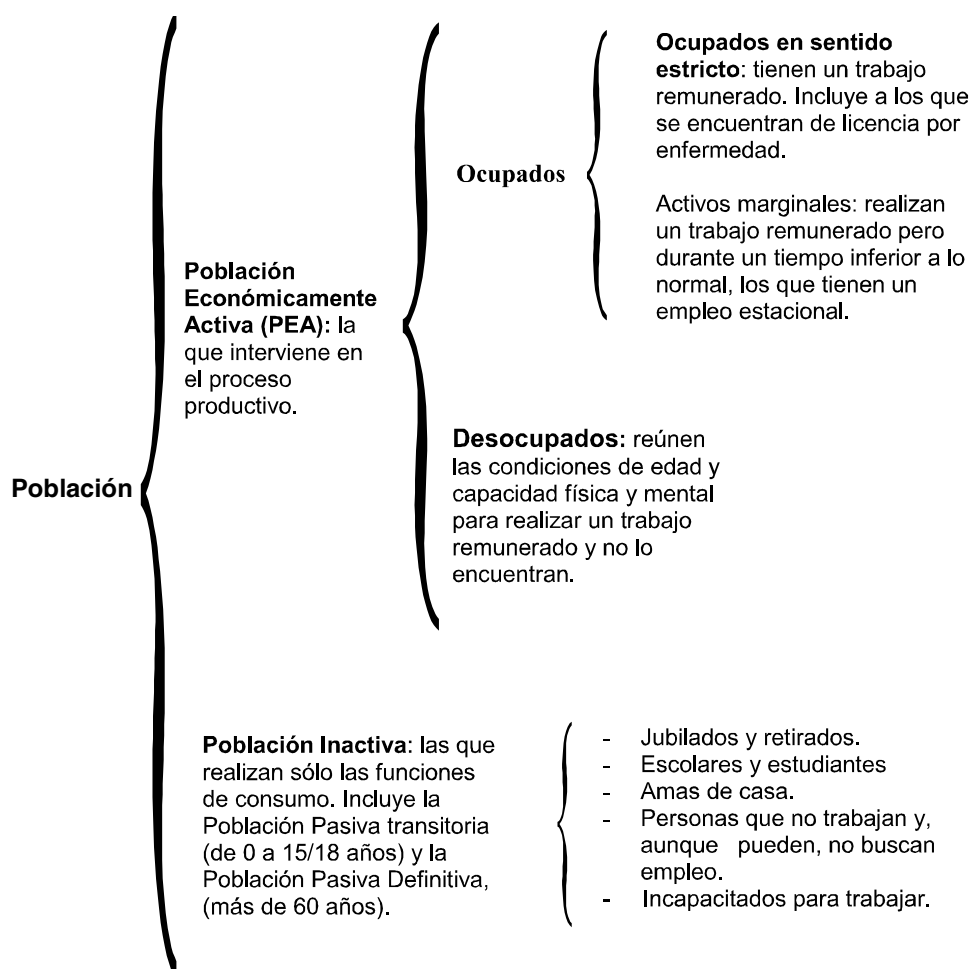 Población
Población
Económicamente
Activa (PEA): la
que interviene en
el proceso
productivo.
Ocupados
Ocupados en sentido
estricto: tienen un trabajo
remunerado. Incluye a los que
se encuentran de licencia por
enfermedad.
Activos marginales: realizan
un trabajo remunerado pero
durante un tiempo inferior a lo
normal, los que tienen un
empleo estacional.
Desocupados: reúnen
las condiciones de edad y
capacidad física y mental
para realizar un trabajo
remunerado y no lo
encuentran.
Población Inactiva: las que
realizan sólo las funciones
de consumo. Incluye la
Población Pasiva transitoria
(de 0 a 15/18 años) y la
Población Pasiva Definitiva,
(más de 60 años).
- Jubilados y retirados.
- Escolares y estudiantes
- Amas de casa.
- Personas que no trabajan y,
aunque pueden, no buscan
empleo.
- Incapacitados para trabajar.